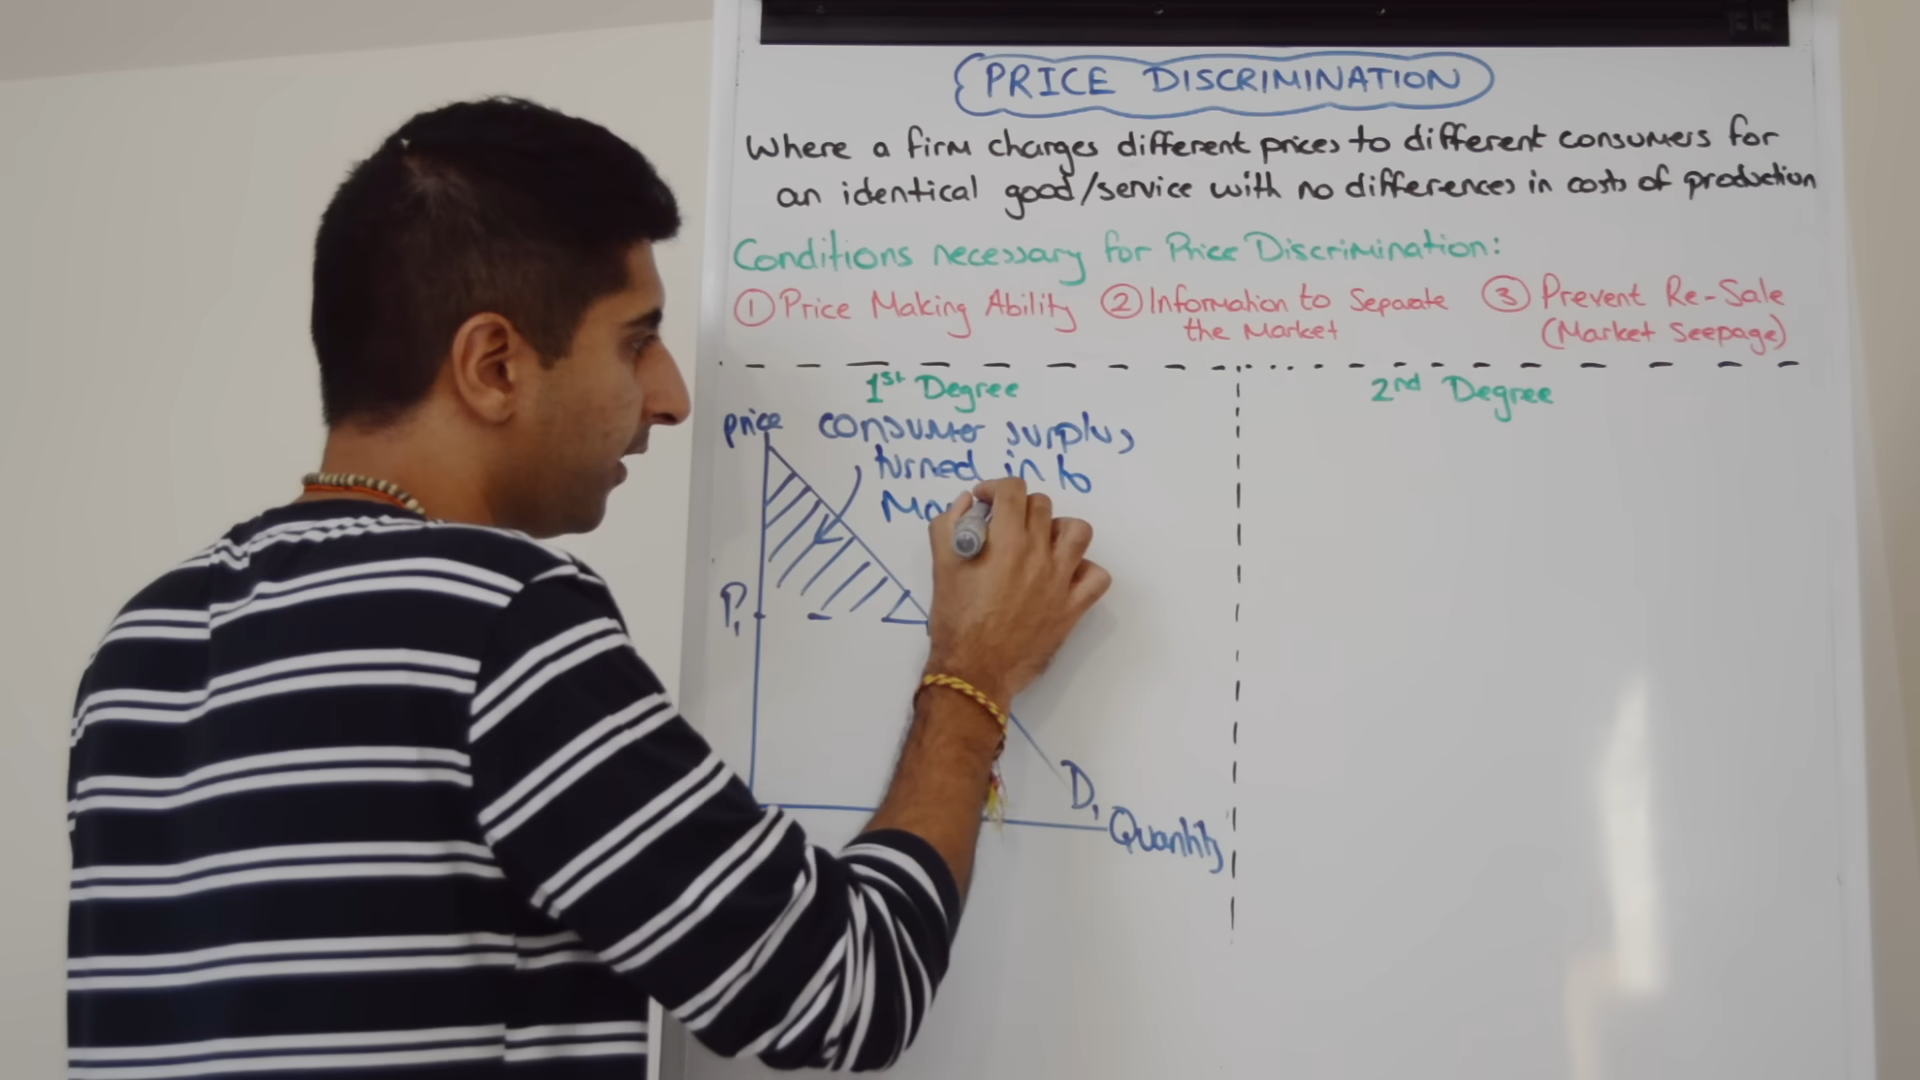 PRICE DISCRIMINATION
Where a firm charges different prices to different consumers for
an identical good/service with no differences in costs of production
Conditions necessary for Price Discrimination:
① Price Making Ability ② Information to Separate ③ Prevent Re-Sale
the Market (Market Seepage)
1st Degree 2nd Degree
price consumer surplus
turned in to
P₁
D₁
Quantity